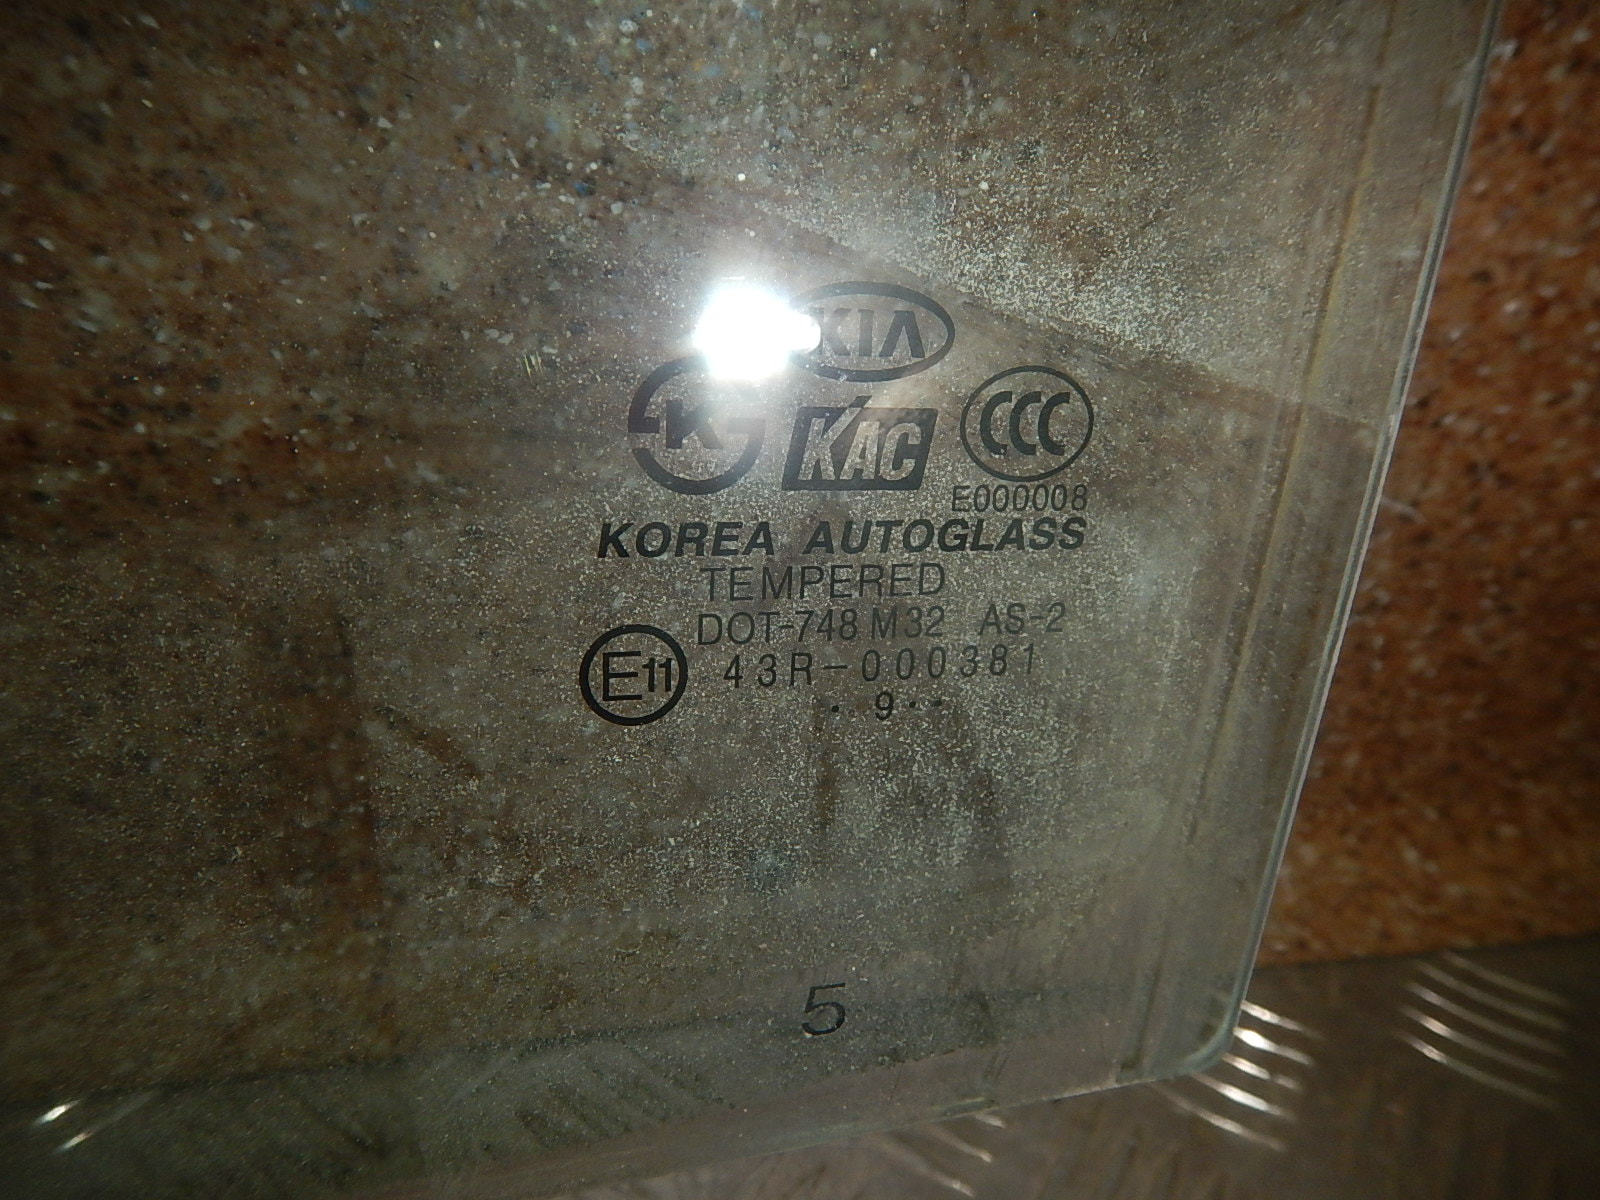 KIA
K
KAC
CCC
E000008
KOREA AUTOGLASS
TEMPERED
DOT-748 M32 AS-2
E11
43R-000381
. 9 . .
5